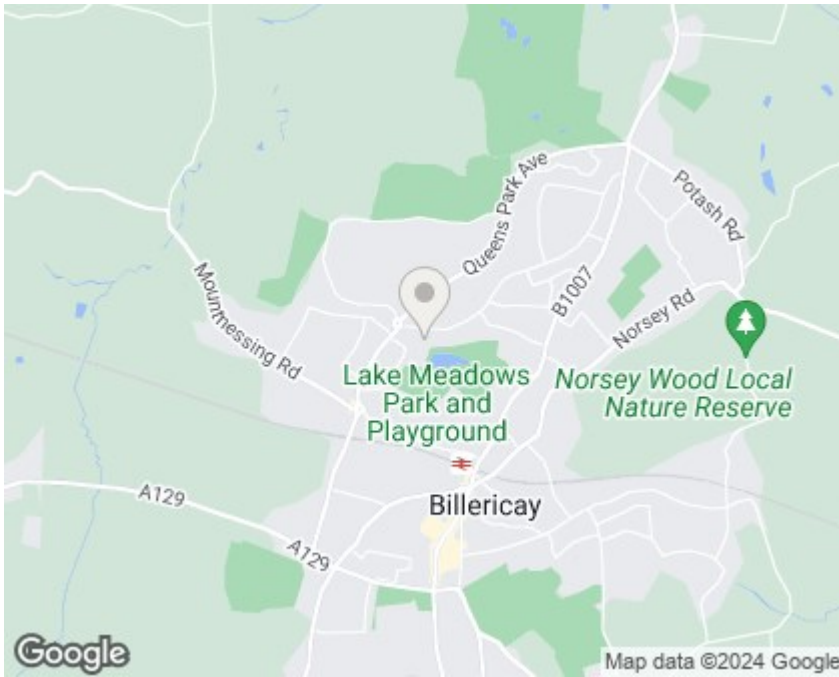 Queens Park Ave
Potash Rd
B1007
Mountnessing Rd
Norsey Rd
Lake Meadows
Park and
Playground
Norsey Wood Local
Nature Reserve
A129
Billericay
A129
Google
Map data ©2024 Google